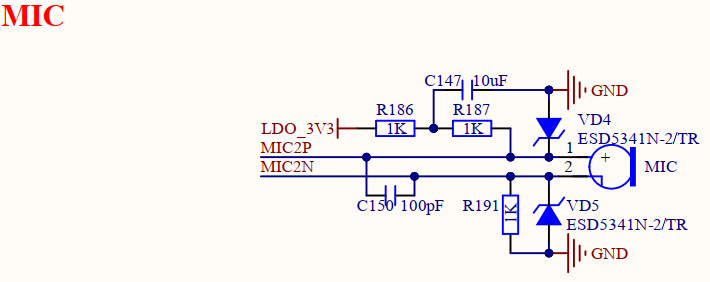 MIC
C147 10uF
GND
R186
R187
VD4
LDO_3V3
1K
1K
ESD5341N-2/TR
MIC2P
1
+
MIC2N
2
MIC
C150 100pF
R191
1K
VD5
ESD5341N-2/TR
GND